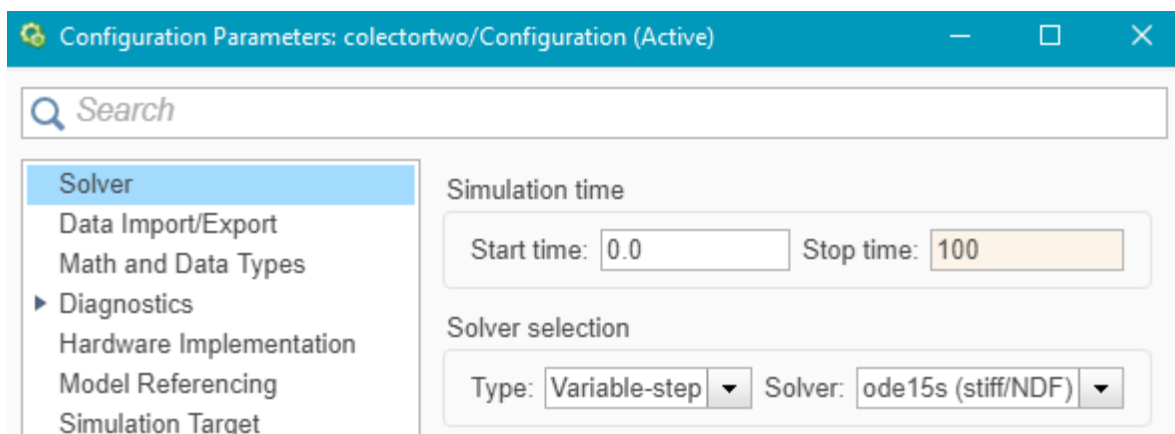 Configuration Parameters: colectortwo/Configuration (Active)
Search
Solver
Data Import/Export
Math and Data Types
Diagnostics
Hardware Implementation
Model Referencing
Simulation Target
Simulation time
Start time: 0.0 Stop time: 100
Solver selection
Type: Variable-step Solver: ode15s (stiff/NDF)